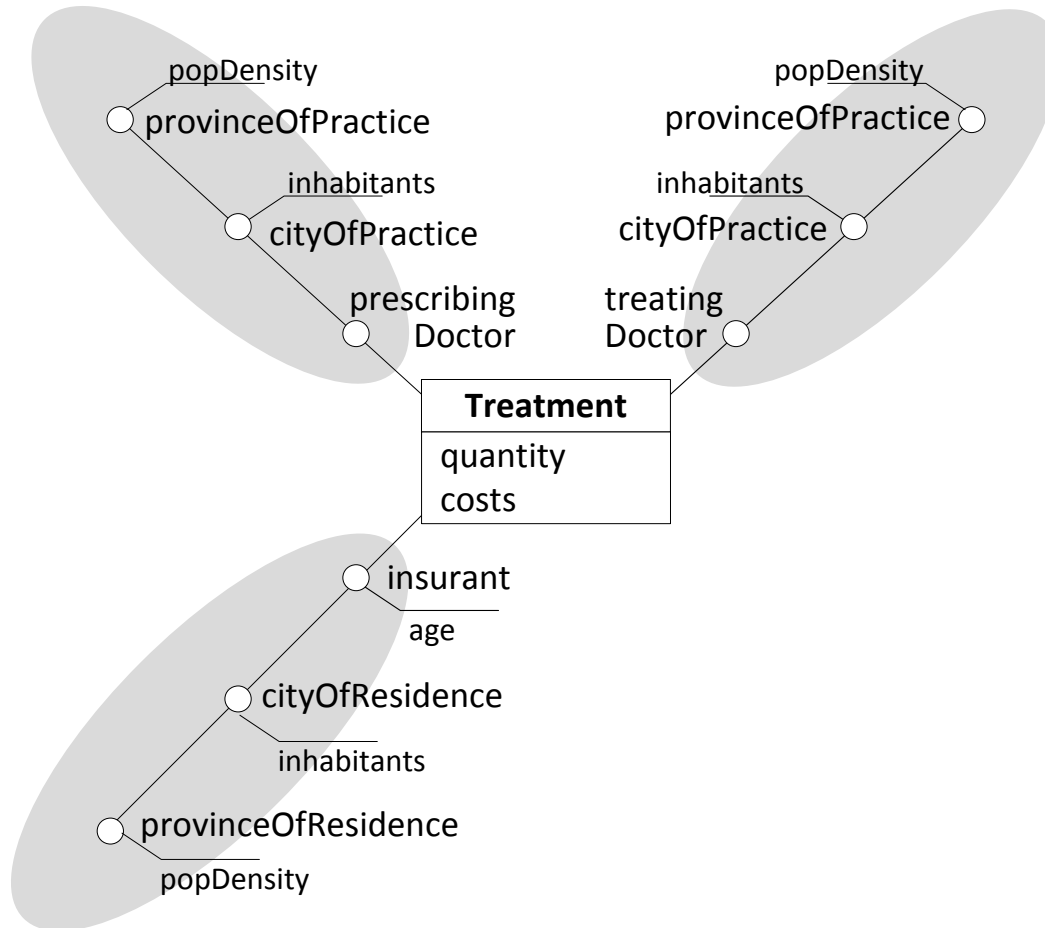 popDensity
provinceOfPractice
inhabitants
cityOfPractice
prescribing
Doctor
popDensity
provinceOfPractice
inhabitants
cityOfPractice
treating
Doctor
Treatment
quantity
costs
insurant
age
cityOfResidence
inhabitants
provinceOfResidence
popDensity